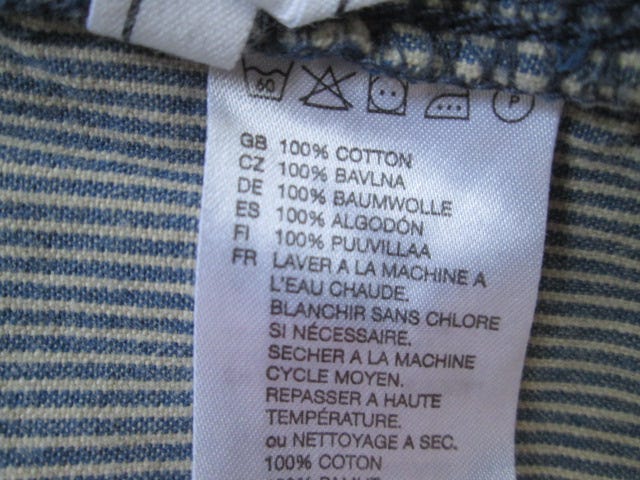 60 P
GB 100% COTTON
CZ 100% BAVLNA
DE 100% BAUMWOLLE
ES 100% ALGODÓN
FI 100% PUUVILLAA
FR LAVER A LA MACHINE A
L'EAU CHAUDE.
BLANCHIR SANS CHLORE
SI NÉCESSAIRE.
SECHER A LA MACHINE
CYCLE MOYEN.
REPASSER A HAUTE
TEMPÉRATURE.
ou NETTOYAGE A SEC.
100% COTON